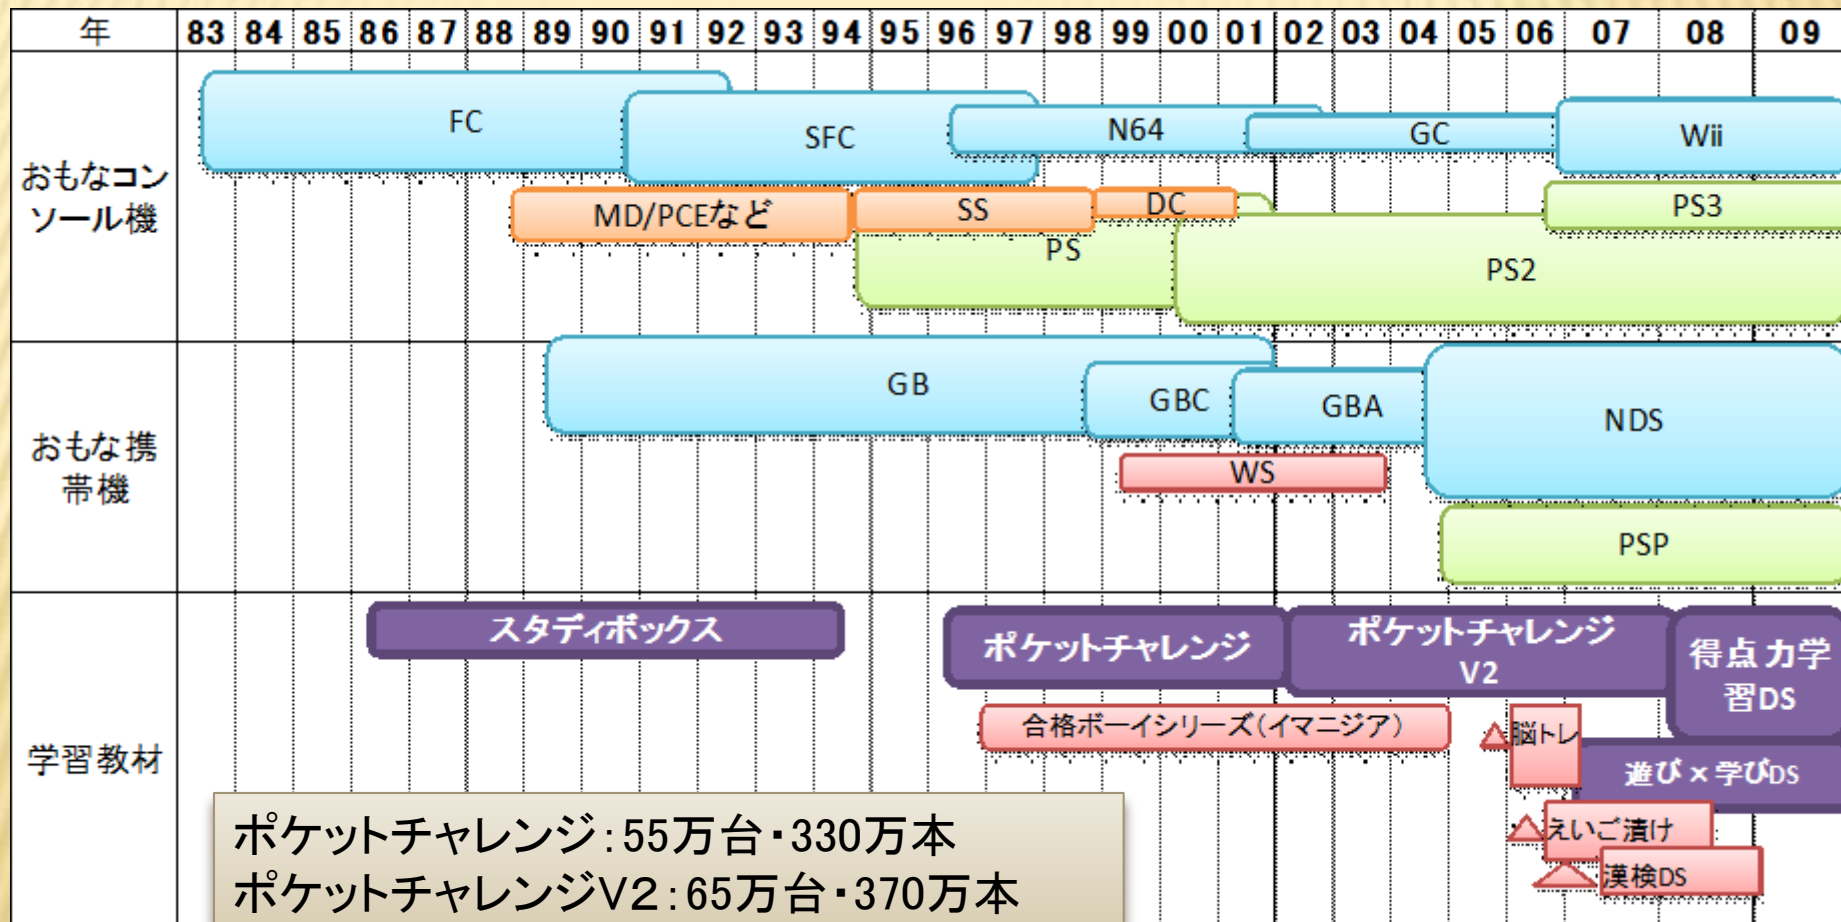 年 83 84 85 86 87 88 89 90 91 92 93 94 95 96 97 98 99 00 01 02 03 04 05 06 07 08 09
おもなコン
ソール機
FC
SFC
N64
GC
Wii
MD/PCEなど
SS
DC
PS
PS2
PS3
おもな携
帯機
GB
GBC
GBA
NDS
WS
PSP
学習教材
スタディボックス
ポケットチャレンジ
ポケットチャレンジ
V2
得点力学
習DS
合格ボーイシリーズ(イマニジア)
脳トレ
遊び×学びDS
えいご漬け
漢検DS
ポケットチャレンジ:55万台・330万本
ポケットチャレンジV2:65万台・370万本